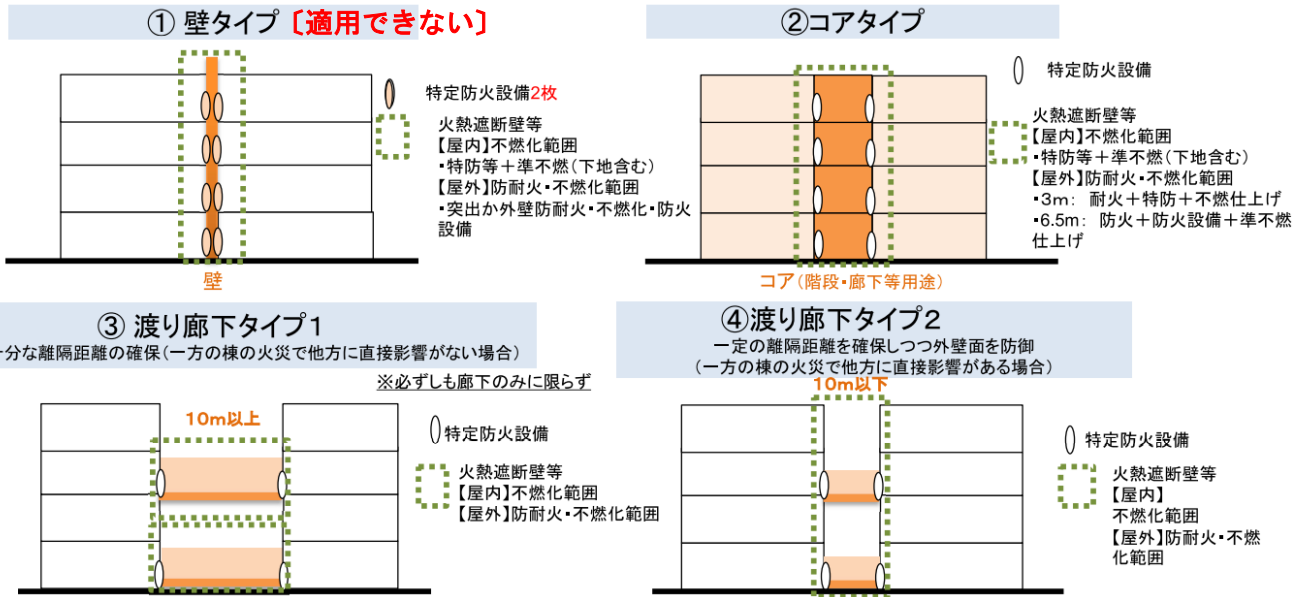 ① 壁タイプ〔適用できない〕
特定防火設備2枚
火熱遮断壁等
【屋内】不燃化範囲
・特防等＋準不燃（下地含む）
【屋外】防耐火・不燃化範囲
・突出か外壁防耐火・不燃化・防火
設備
壁
②コアタイプ
特定防火設備
火熱遮断壁等
【屋内】不燃化範囲
・特防等＋準不燃（下地含む）
【屋外】防耐火・不燃化範囲
・3m： 耐火＋特防＋不燃仕上げ
・6.5m： 防火＋防火設備＋準不燃
仕上げ
コア（階段・廊下等用途）
③ 渡り廊下タイプ1
分な離隔距離の確保（一方の棟の火災で他方に直接影響がない場合）
※必ずしも廊下のみに限らず
10m以上
特定防火設備
火熱遮断壁等
【屋内】不燃化範囲
【屋外】防耐火・不燃化範囲
④渡り廊下タイプ2
一定の離隔距離を確保しつつ外壁面を防御
（一方の棟の火災で他方に直接影響がある場合）
10m以下
特定防火設備
火熱遮断壁等
【屋内】
不燃化範囲
【屋外】防耐火・不燃
化範囲